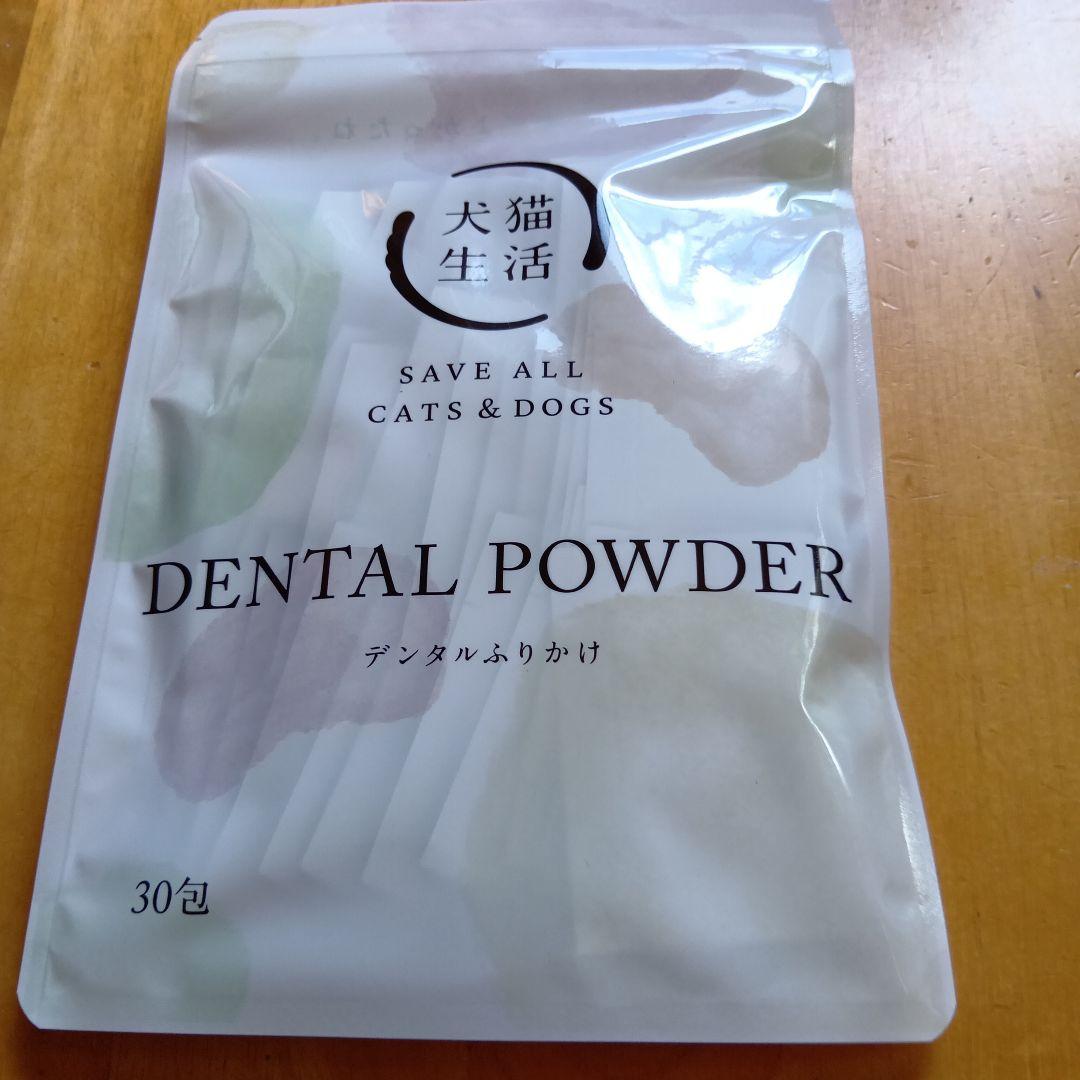 犬猫
生活
SAVE ALL
CATS & DOGS
DENTAL POWDER
デンタルふりかけ
30包